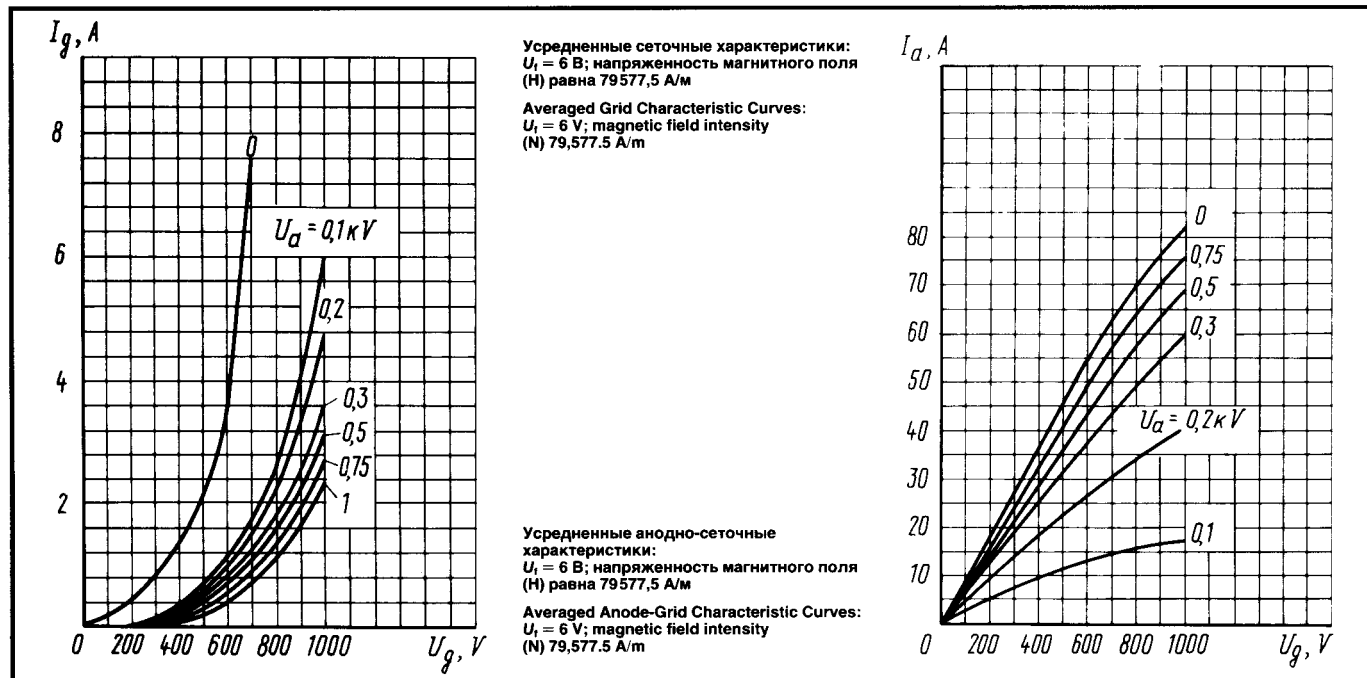 I_g, A
8
6
4
2
0
U_a = 0,1 кV
0,2
0,3
0,5
0,75
1
0 200 400 600 800 1000 U_g, V
Усредненные сеточные характеристики:
U_f = 6 В; напряженность магнитного поля
(H) равна 79577,5 А/м
Averaged Grid Characteristic Curves:
U_f = 6 V; magnetic field intensity
(N) 79,577.5 A/m
Усредненные анодно-сеточные
характеристики:
U_f = 6 В; напряженность магнитного поля
(H) равна 79577,5 А/м
Averaged Anode-Grid Characteristic Curves:
U_f = 6 V; magnetic field intensity
(N) 79,577.5 A/m
I_a, A
80
70
60
50
40
30
20
10
0
0,75
0,5
0,3
U_a = 0,2 кV
0,1
0 200 400 600 800 1000 U_g, V